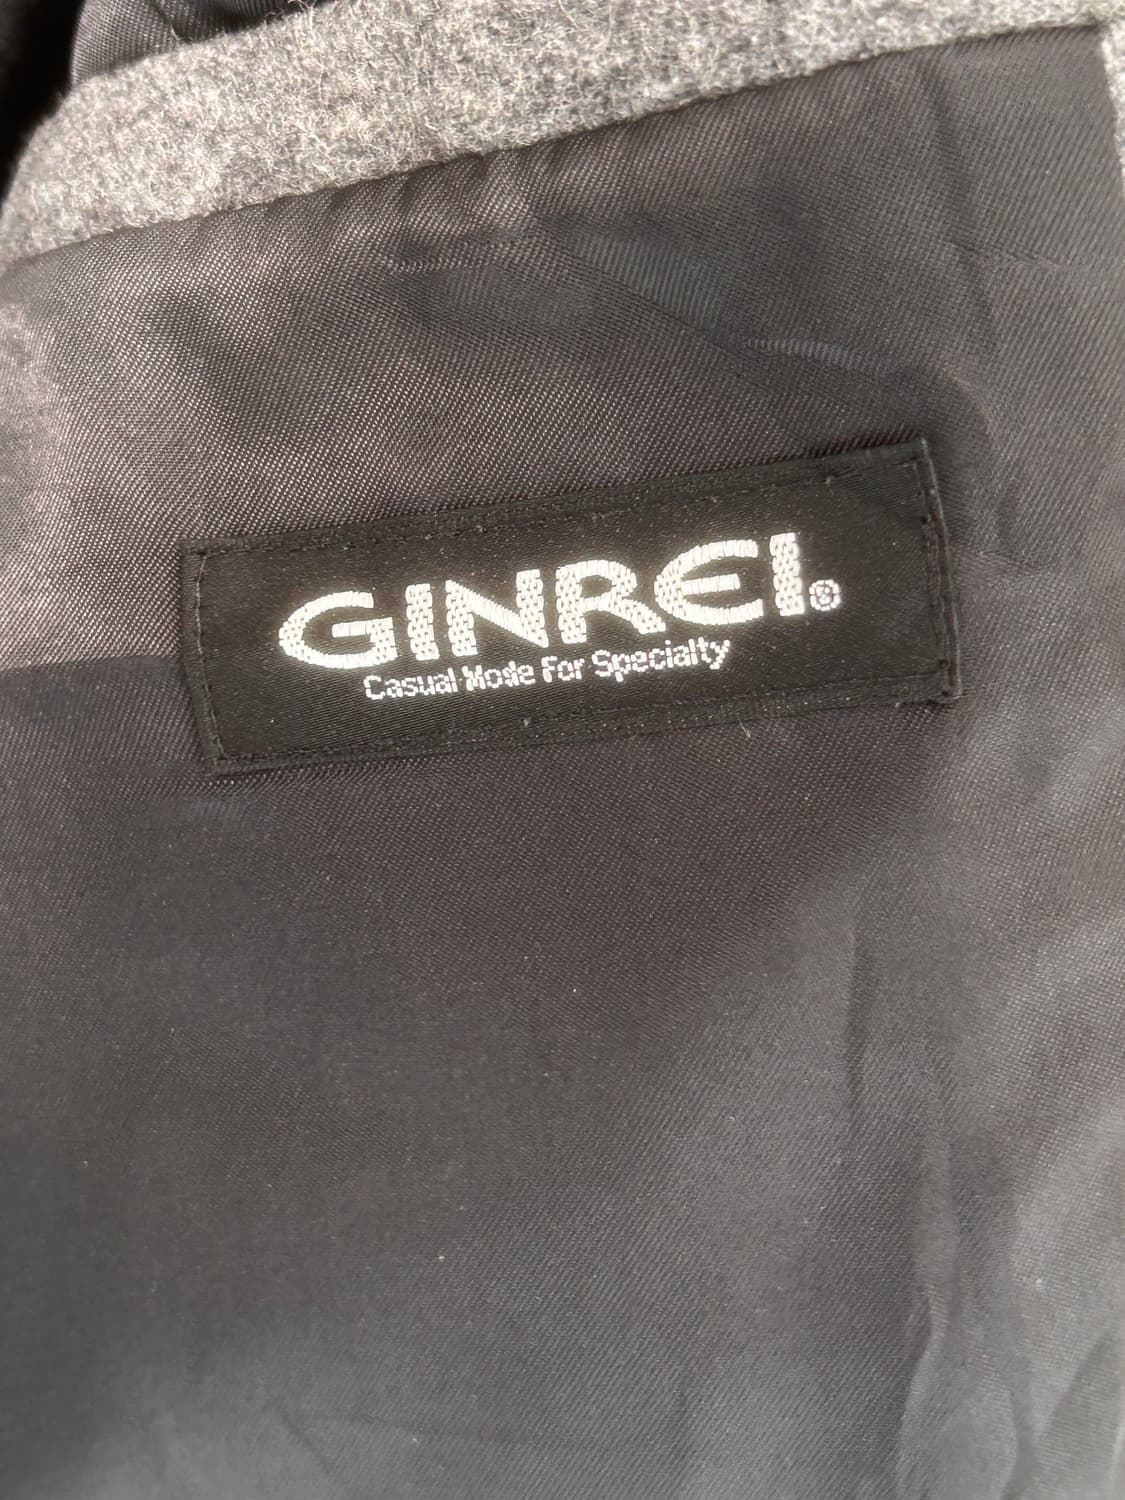 GINREI®
Casual Mode For Specialty